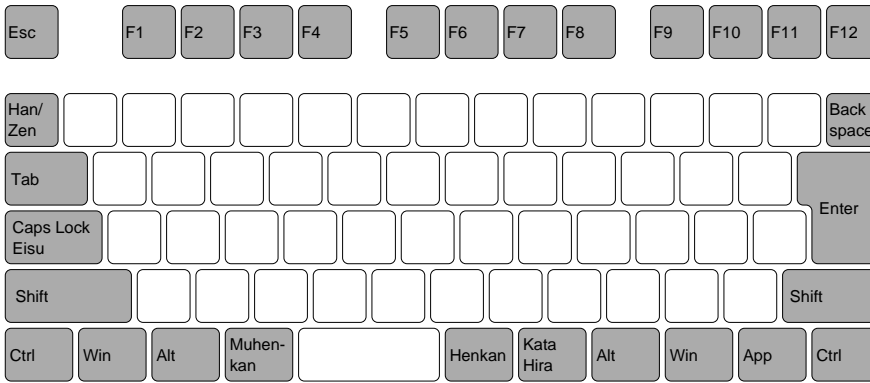 Esc F1 F2 F3 F4 F5 F6 F7 F8 F9 F10 F11 F12
Han/
Zen
Back
space
Tab
Enter
Caps Lock
Eisu
Shift Shift
Ctrl Win Alt Muhen-
kan Henkan Kata
Hira Alt Win App Ctrl